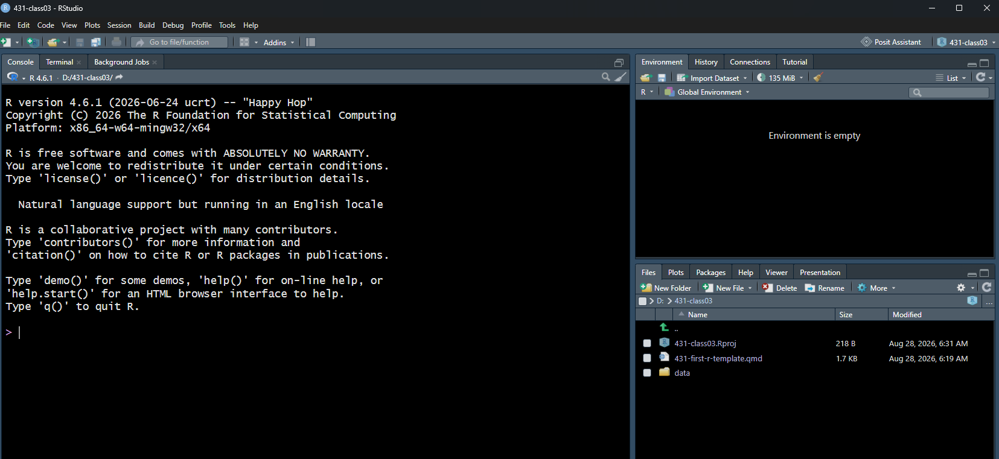 431-class03 - RStudio
File Edit Code View Plots Session Build Debug Profile Tools Help
Go to file/function Addins Posit Assistant 431-class03
Console Terminal Background Jobs
R 4.6.1 · D:/431-class03/
R version 4.6.1 (2026-06-24 ucrt) -- "Happy Hop"
Copyright (C) 2026 The R Foundation for Statistical Computing
Platform: x86_64-w64-mingw32/x64
R is free software and comes with ABSOLUTELY NO WARRANTY.
You are welcome to redistribute it under certain conditions.
Type 'license()' or 'licence()' for distribution details.
Natural language support but running in an English locale
R is a collaborative project with many contributors.
Type 'contributors()' for more information and
'citation()' on how to cite R or R packages in publications.
Type 'demo()' for some demos, 'help()' for on-line help, or
'help.start()' for an HTML browser interface to help.
Type 'q()' to quit R.
>
Environment History Connections Tutorial
Import Dataset 135 MiB List
R Global Environment
Environment is empty
Files Plots Packages Help Viewer Presentation
New Folder New File Delete Rename More
D: > 431-class03 ...
Name Size Modified
..
431-class03.Rproj 218 B Aug 28, 2026, 6:31 AM
431-first-r-template.qmd 1.7 KB Aug 28, 2026, 6:19 AM
data